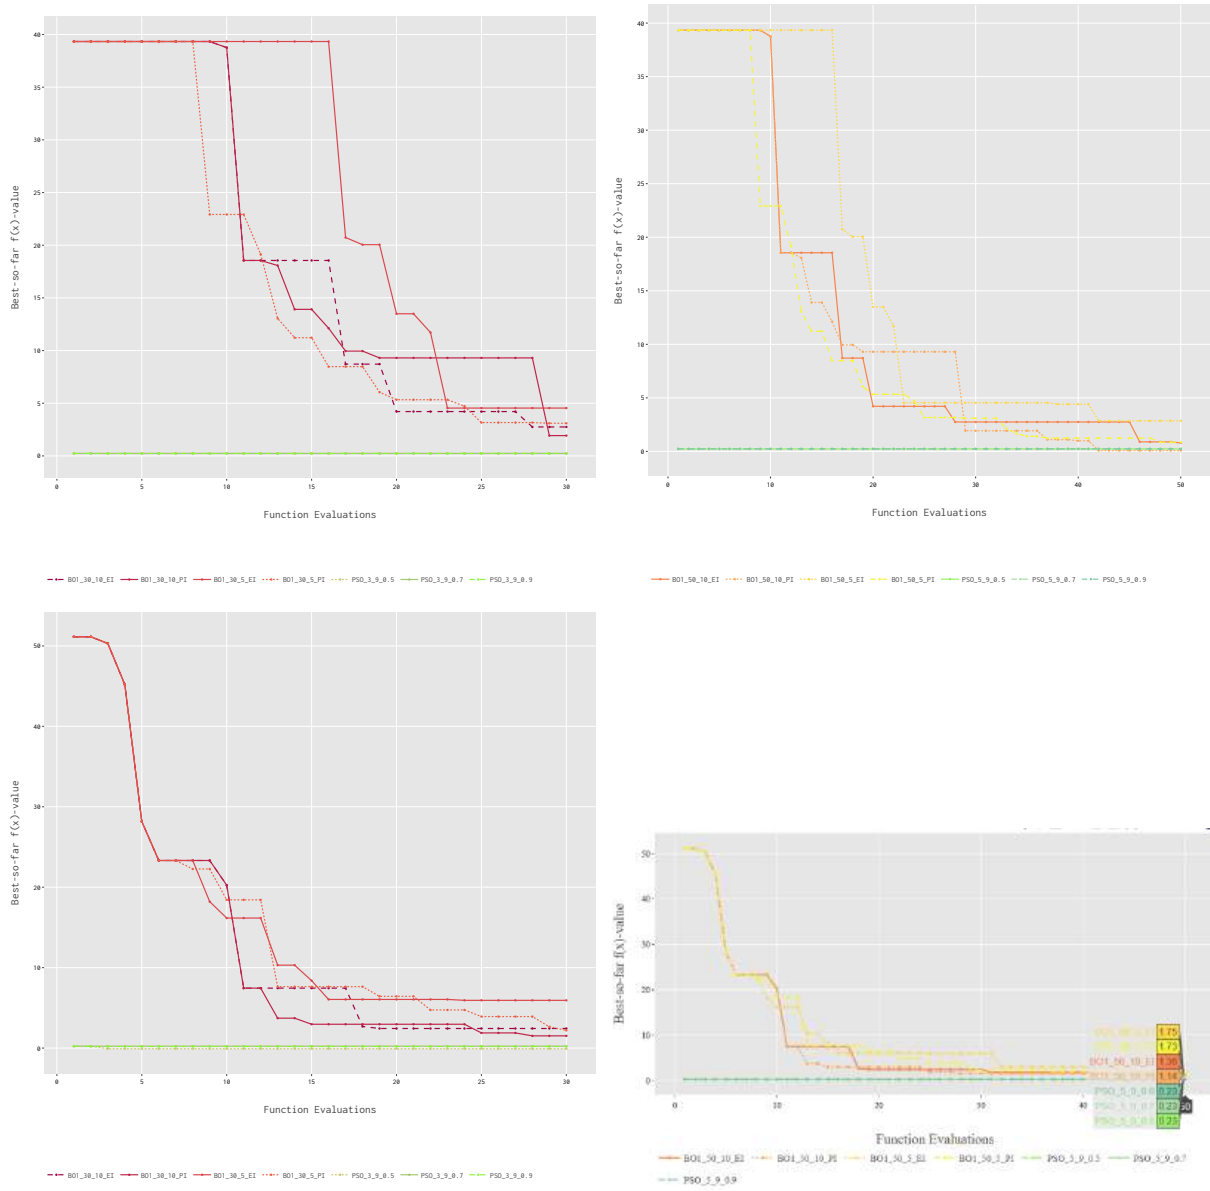 40
35
30
25
20
15
10
5
0
Best-so-far f(x)-value
0 5 10 15 20 25 30
Function Evaluations
BO1_30_10_EI BO1_30_10_PI BO1_30_5_EI BO1_30_5_PI PSO_3_9_0.5 PSO_3_9_0.7 PSO_3_9_0.9
40
35
30
25
20
15
10
5
0
Best-so-far f(x)-value
0 10 20 30 40 50
Function Evaluations
BO1_50_10_EI BO1_50_10_PI BO1_50_5_EI BO1_50_5_PI PSO_5_9_0.5 PSO_5_9_0.7 PSO_5_9_0.9
50
40
30
20
10
0
Best-so-far f(x)-value
0 5 10 15 20 25 30
Function Evaluations
BO1_30_10_EI BO1_30_10_PI BO1_30_5_EI BO1_30_5_PI PSO_3_9_0.5 PSO_3_9_0.7 PSO_3_9_0.9
50
40
30
20
10
0
Best-so-far f(x)-value
1.75
1.73
BO1_50_10_EI
1.14
PSO_5_9_0.9 0.23
0.23 50
0.23
0 10 20 30 40
Function Evaluations
BO1_50_10_EI BO1_50_10_PI BO1_50_5_EI BO1_50_5_PI PSO_5_9_0.5 PSO_5_9_0.7
PSO_5_9_0.9